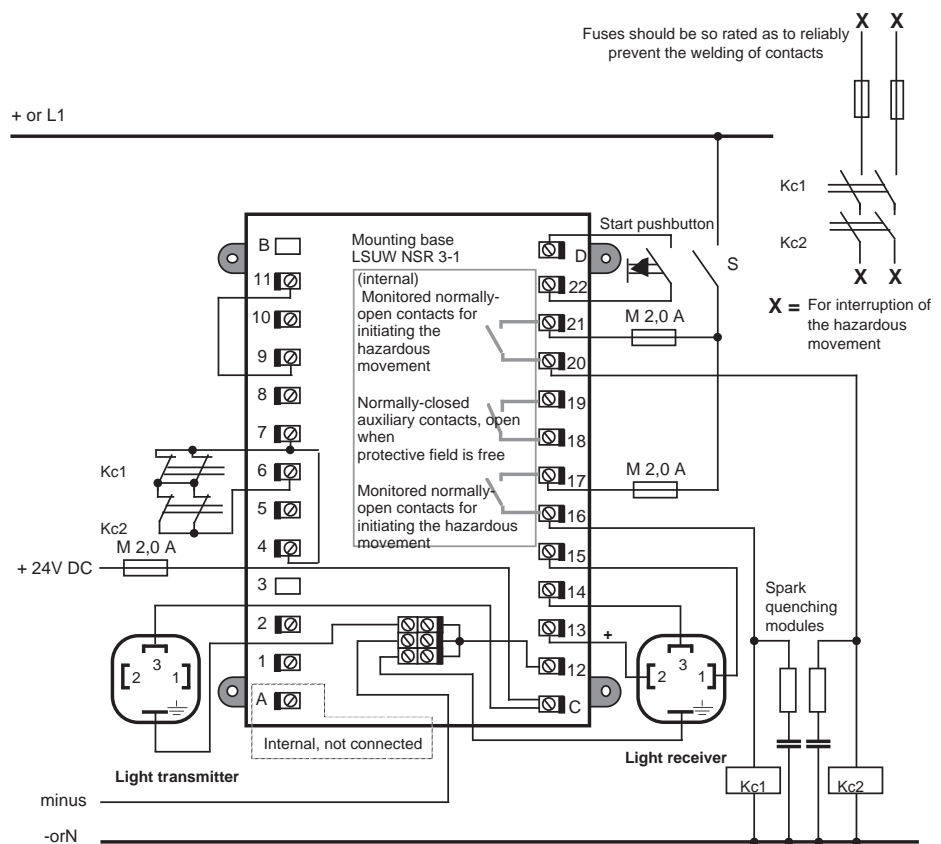 Fuses should be so rated as to reliably
prevent the welding of contacts
X X
+ or L1
Kc1
Kc2
X X
X = For interruption of
the hazardous
movement
Start pushbutton
S
M 2,0 A
M 2,0 A
Mounting base
LSUW NSR 3-1
(internal)
Monitored normally-
open contacts for
initiating the
hazardous
movement
Normally-closed
auxiliary contacts, open
when
protective field is free
Monitored normally-
open contacts for
initiating the hazardous
movement
B
11
10
9
8
7
6
5
4
3
2
1
A
D
22
21
20
19
18
17
16
15
14
13
12
C
Kc1
Kc2
M 2,0 A
+ 24V DC
3
2 1
Light transmitter
Internal, not connected
+
3
2 1
Light receiver
Spark
quenching
modules
Kc1
Kc2
minus
-orN